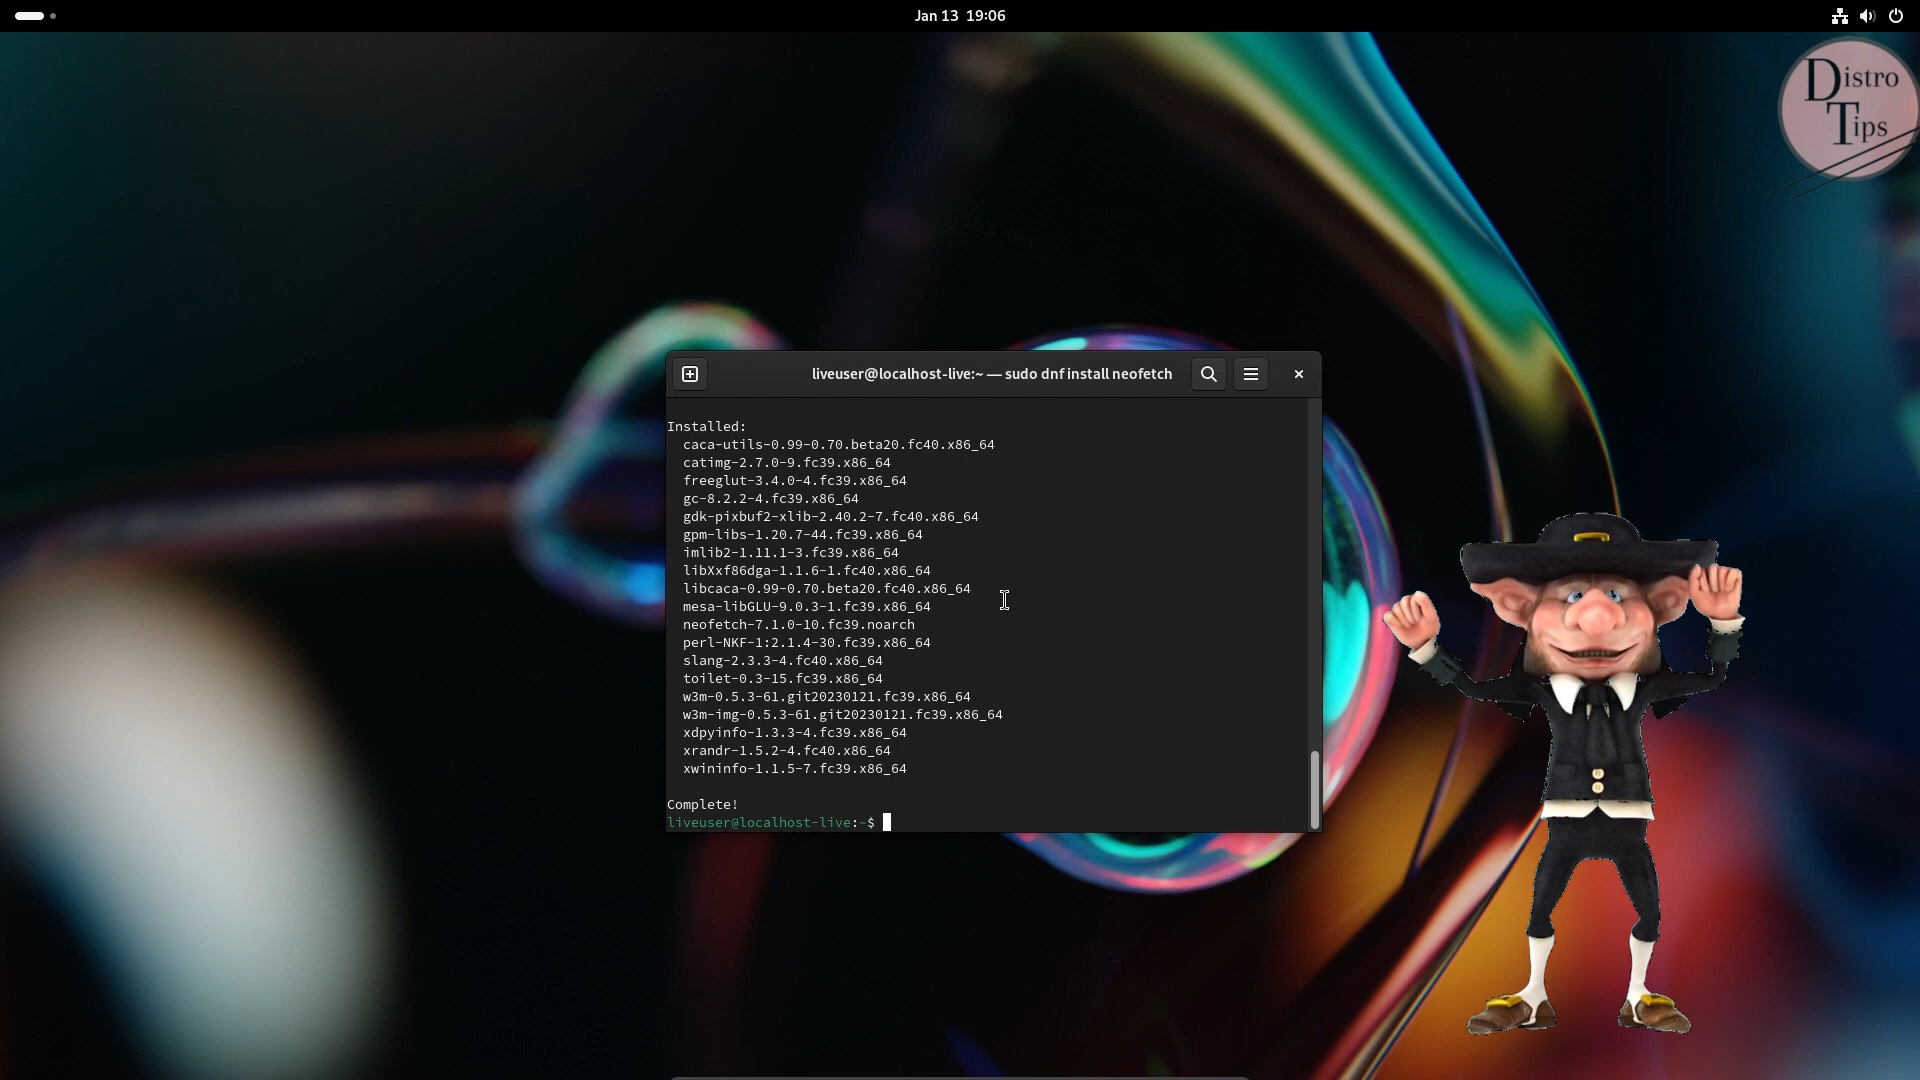 Jan 13 19:06
Distro
Tips
liveuser@localhost-live:~ — sudo dnf install neofetch
Installed:
caca-utils-0.99-0.70.beta20.fc40.x86_64
catimg-2.7.0-9.fc39.x86_64
freeglut-3.4.0-4.fc39.x86_64
gc-8.2.2-4.fc39.x86_64
gdk-pixbuf2-xlib-2.40.2-7.fc40.x86_64
gpm-libs-1.20.7-44.fc39.x86_64
imlib2-1.11.1-3.fc39.x86_64
libXxf86dga-1.1.6-1.fc40.x86_64
libcaca-0.99-0.70.beta20.fc40.x86_64
mesa-libGLU-9.0.3-1.fc39.x86_64
neofetch-7.1.0-10.fc39.noarch
perl-NKF-1:2.1.4-30.fc39.x86_64
slang-2.3.3-4.fc40.x86_64
toilet-0.3-15.fc39.x86_64
w3m-0.5.3-61.git20230121.fc39.x86_64
w3m-img-0.5.3-61.git20230121.fc39.x86_64
xdpyinfo-1.3.3-4.fc39.x86_64
xrandr-1.5.2-4.fc40.x86_64
xwininfo-1.1.5-7.fc39.x86_64
Complete!
liveuser@localhost-live:~$